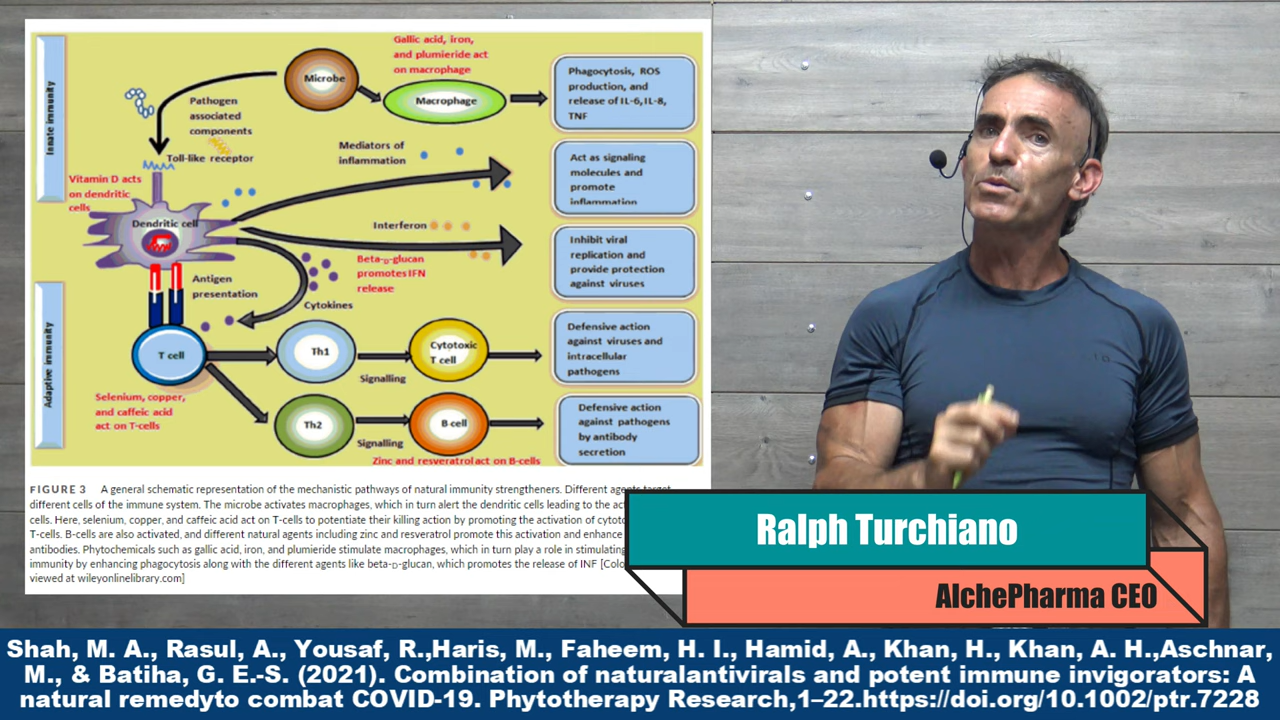 Innate immunity
Microbe
Gallic acid, iron,
and plumieride act
on macrophage
Macrophage
Phagocytosis, ROS
production, and
release of IL-6,IL-8,
TNF
Pathogen
associated
components
Toll-like receptor
Mediators of
inflammation
Act as signaling
molecules and
promote
inflammation
Vitamin D acts
on dendritic
cells
Dendritic cell
Interferon
Beta-D-glucan
promotes IFN
release
Inhibit viral
replication and
provide protection
against viruses
Antigen
presentation
Cytokines
Adaptive immunity
T cell
Th1
Signalling
Cytotoxic
T cell
Defensive action
against viruses and
intracellular
pathogens
Selenium, copper,
and caffeic acid
act on T-cells
Th2
Signalling
B-cell
Defensive action
against pathogens
by antibody
secretion
Zinc and resveratrol act on B-cells
FIGURE 3 A general schematic representation of the mechanistic pathways of natural immunity strengtheners. Different agents target
different cells of the immune system. The microbe activates macrophages, which in turn alert the dendritic cells leading to the
cells. Here, selenium, copper, and caffeic acid act on T-cells to potentiate their killing action by promoting the activation of
T-cells. B-cells are also activated, and different natural agents including zinc and resveratrol promote this activation and enhance
antibodies. Phytochemicals such as gallic acid, iron, and plumieride stimulate macrophages, which in turn play a role in stimulating
immunity by enhancing phagocytosis along with the different agents like beta-D-glucan, which promotes the release of INF
viewed at wileyonlinelibrary.com]
Ralph Turchiano
AlchePharma CEO
Shah, M. A., Rasul, A., Yousaf, R.,Haris, M., Faheem, H. I., Hamid, A., Khan, H., Khan, A. H.,Aschnar,
M., & Batiha, G. E.-S. (2021). Combination of naturalantivirals and potent immune invigorators: A
natural remedyto combat COVID-19. Phytotherapy Research,1–22.https://doi.org/10.1002/ptr.7228